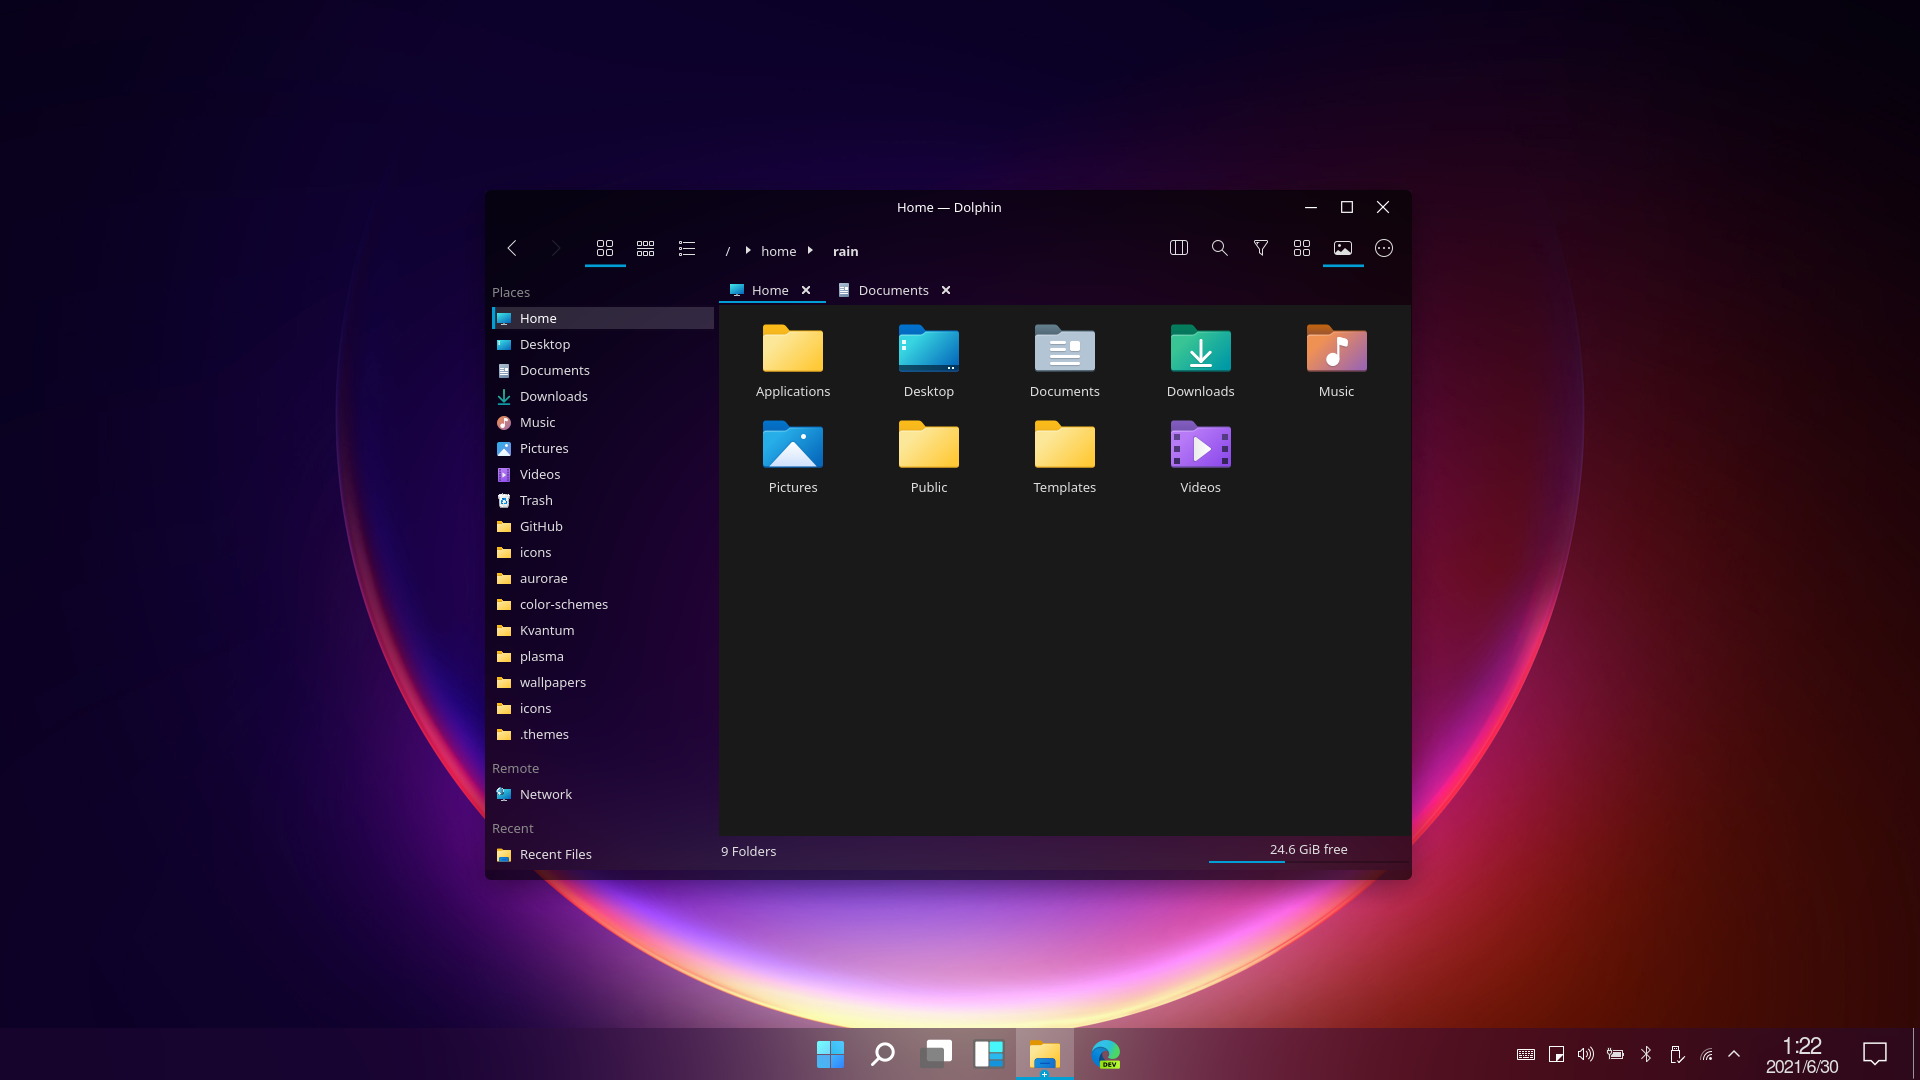 Home — Dolphin
/ home rain
Places
Home
Desktop
Documents
Downloads
Music
Pictures
Videos
Trash
GitHub
icons
aurorae
color-schemes
Kvantum
plasma
wallpapers
icons
.themes
Remote
Network
Recent
Recent Files
Home Documents
Applications Desktop Documents Downloads Music
Pictures Public Templates Videos
9 Folders 24.6 GiB free
DEV
1:22
2021/6/30